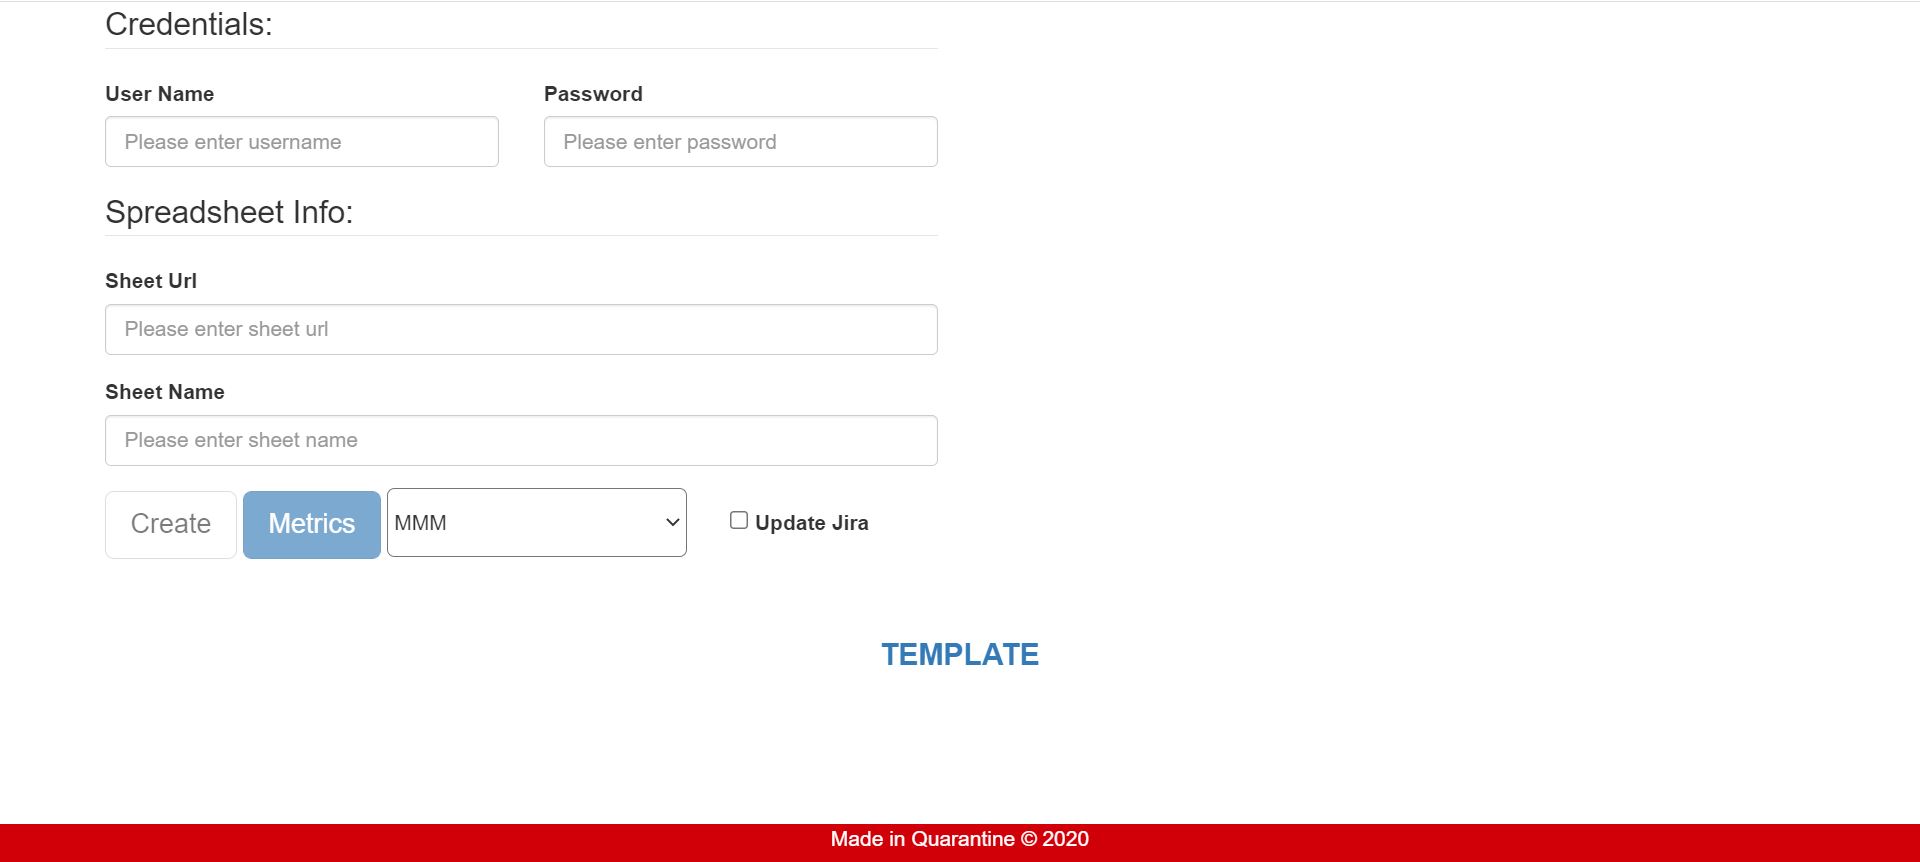 Credentials:
User Name Password
Please enter username Please enter password
Spreadsheet Info:
Sheet Url
Please enter sheet url
Sheet Name
Please enter sheet name
Create Metrics MMM Update Jira
TEMPLATE
Made in Quarantine © 2020